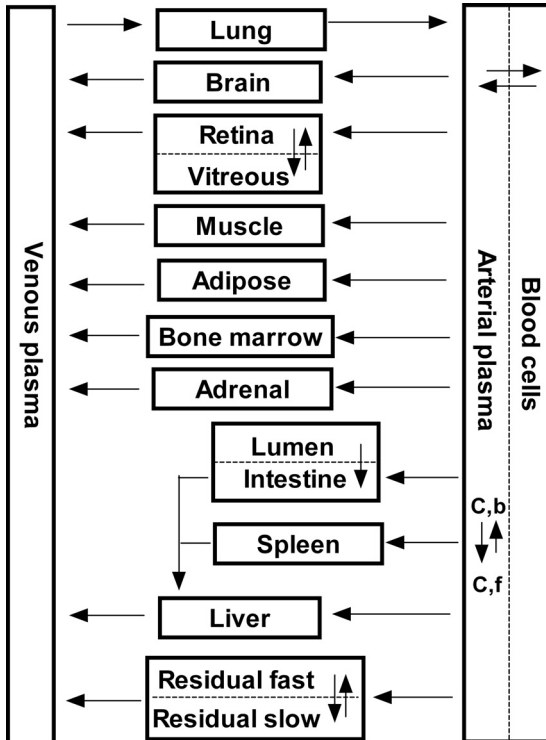 Lung
Brain
Retina
Vitreous
Muscle
Adipose
Bone marrow
Adrenal
Lumen
Intestine
Spleen
Liver
Residual fast
Residual slow
Venous plasma
Arterial plasma
Blood cells
C,b
C,f